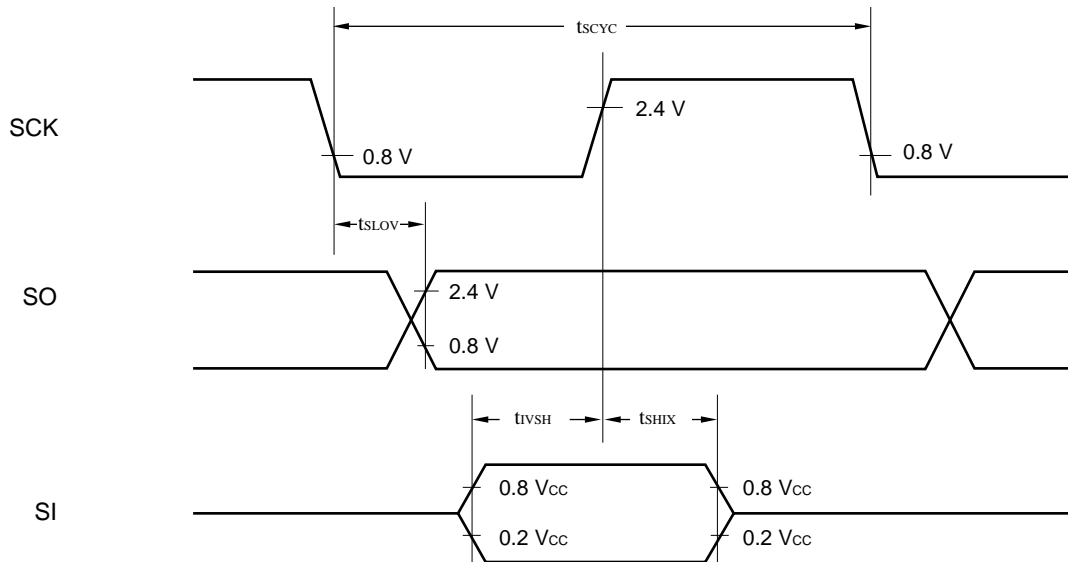 tSCYC
SCK
2.4 V
0.8 V
0.8 V
tSLOV
SO
2.4 V
0.8 V
tIVSH
tSHIX
SI
0.8 VCC
0.8 VCC
0.2 VCC
0.2 VCC